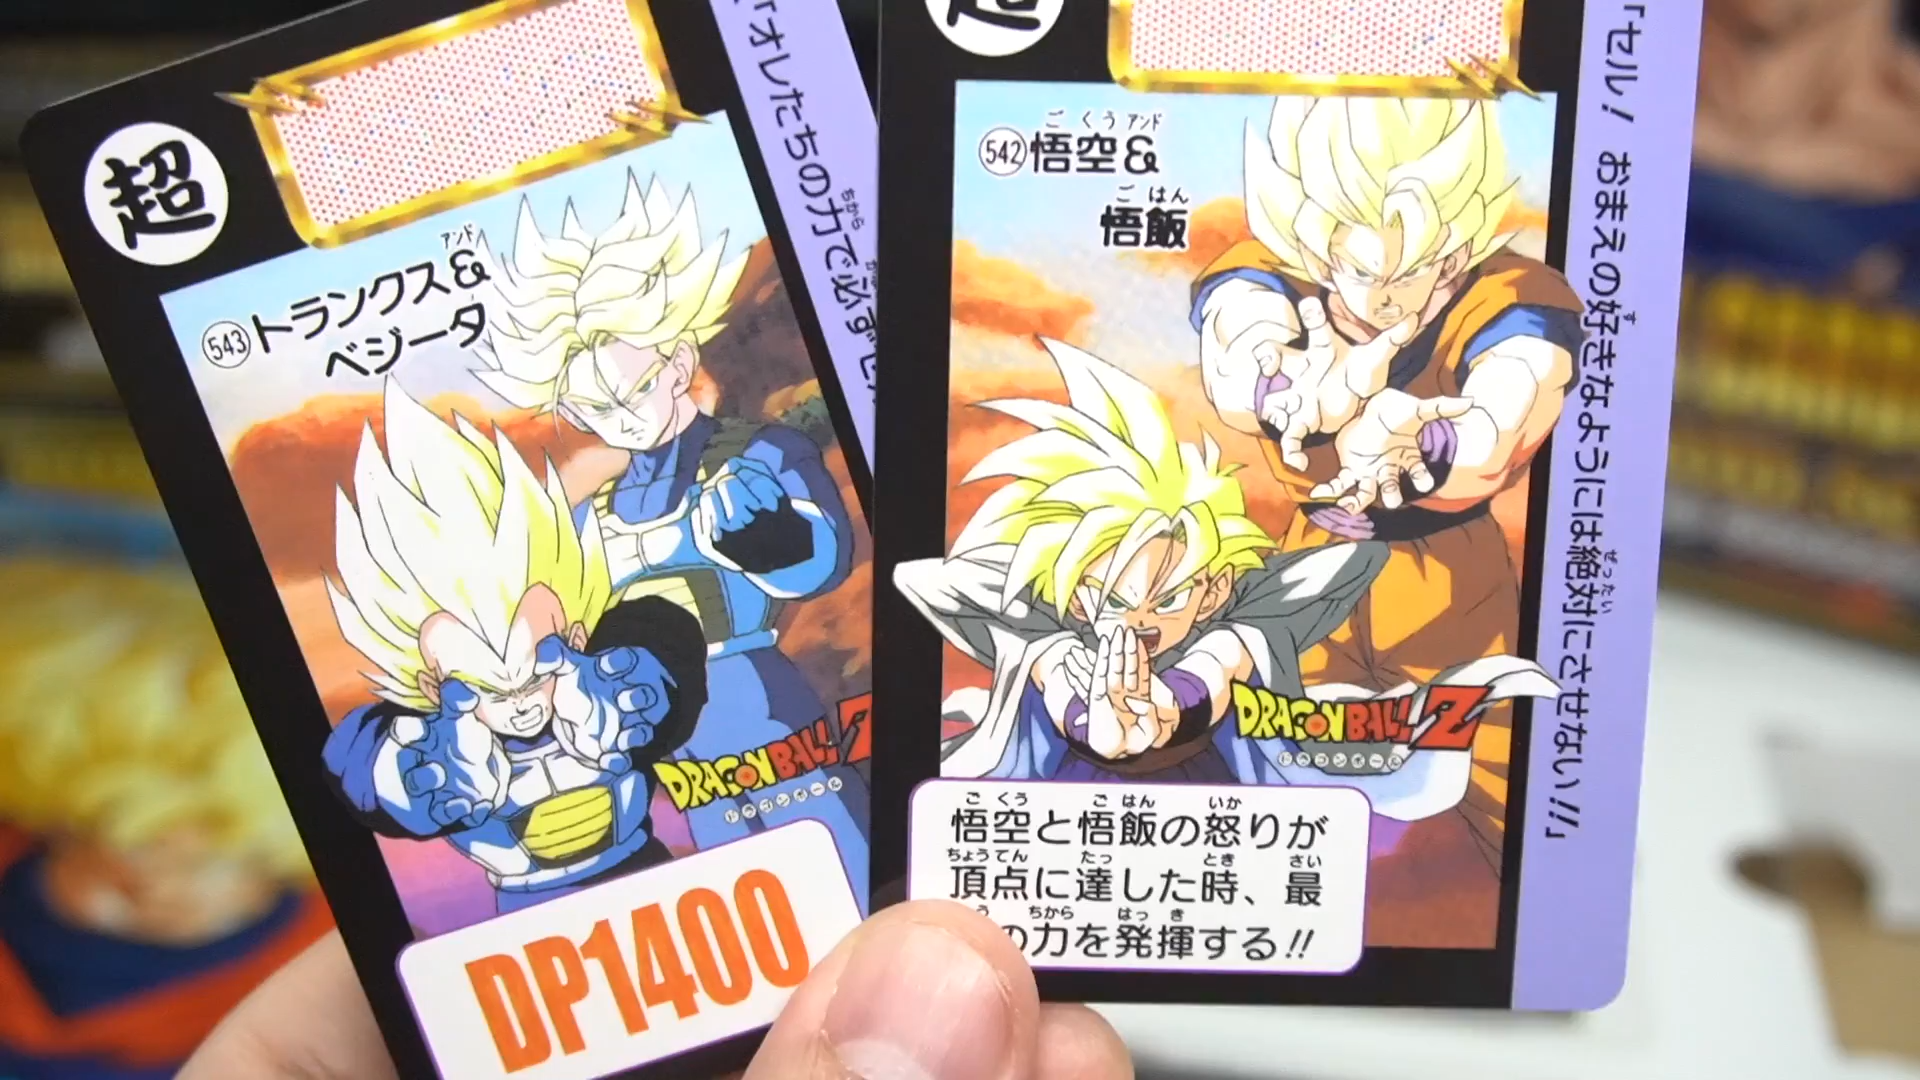 超
543 トランクス&
アンド
ベジータ
「オレたちの力で必ず
ちから
DRAGON BALL Z
ドラゴンボール
DP1400
超
ごくう アンド
542 悟空&
ごはん
悟飯
「セル! おまえの好きなようには絶対にさせない!!」
す ぜったい
DRAGON BALL Z
ドラゴンボール
ごくう ごはん いか
悟空と悟飯の怒りが
ちょうてん たっ とき さい
頂点に達した時、最
う ちから はっき
の力を発揮する!!